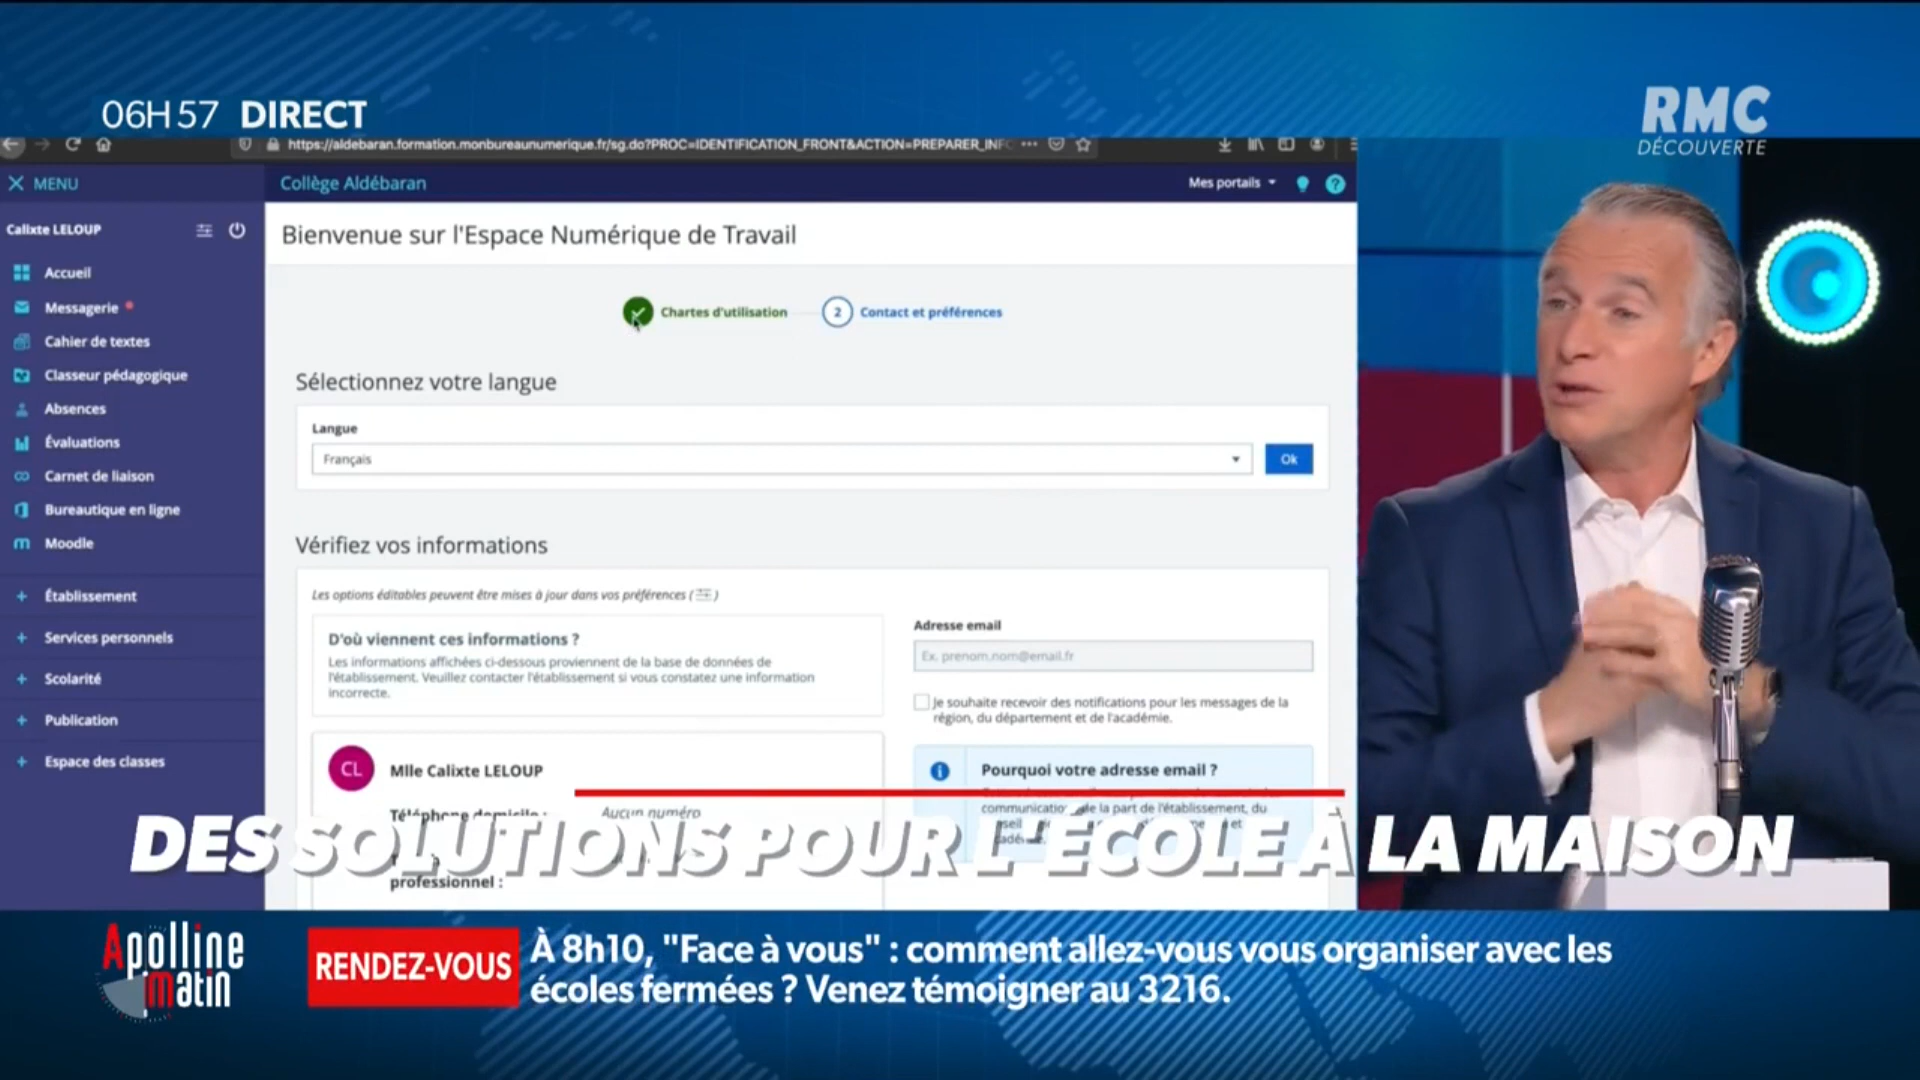 06H57 DIRECT
RMC
DÉCOUVERTE
https://aldebaran.formation.monbureaunumerique.fr/sg.do?PROC=IDENTIFICATION_FRONT&ACTION=PREPARER_INF
MENU
Collège Aldébaran
Mes portails
Calixte LELOUP
Bienvenue sur l'Espace Numérique de Travail
Accueil
Messagerie
Cahier de textes
Classeur pédagogique
Absences
Évaluations
Carnet de liaison
Bureautique en ligne
Moodle
Établissement
Services personnels
Scolarité
Publication
Espace des classes
Chartes d'utilisation
2 Contact et préférences
Sélectionnez votre langue
Langue
Français
Ok
Vérifiez vos informations
Les options éditables peuvent être mises à jour dans vos préférences ( )
D'où viennent ces informations ?
Les informations affichées ci-dessous proviennent de la base de données de
l'établissement. Veuillez contacter l'établissement si vous constatez une information
incorrecte.
Adresse email
Ex. prenom.nom@email.fr
Je souhaite recevoir des notifications pour les messages de la
région, du département et de l'académie.
CL
Mlle Calixte LELOUP
Téléphone domicile :
Aucun numéro
professionnel :
Pourquoi votre adresse email ?
de la part de l'établissement, du
DES SOLUTIONS POUR L'ÉCOLE À LA MAISON
Apolline
matin
RENDEZ-VOUS
À 8h10, "Face à vous" : comment allez-vous vous organiser avec les
écoles fermées ? Venez témoigner au 3216.